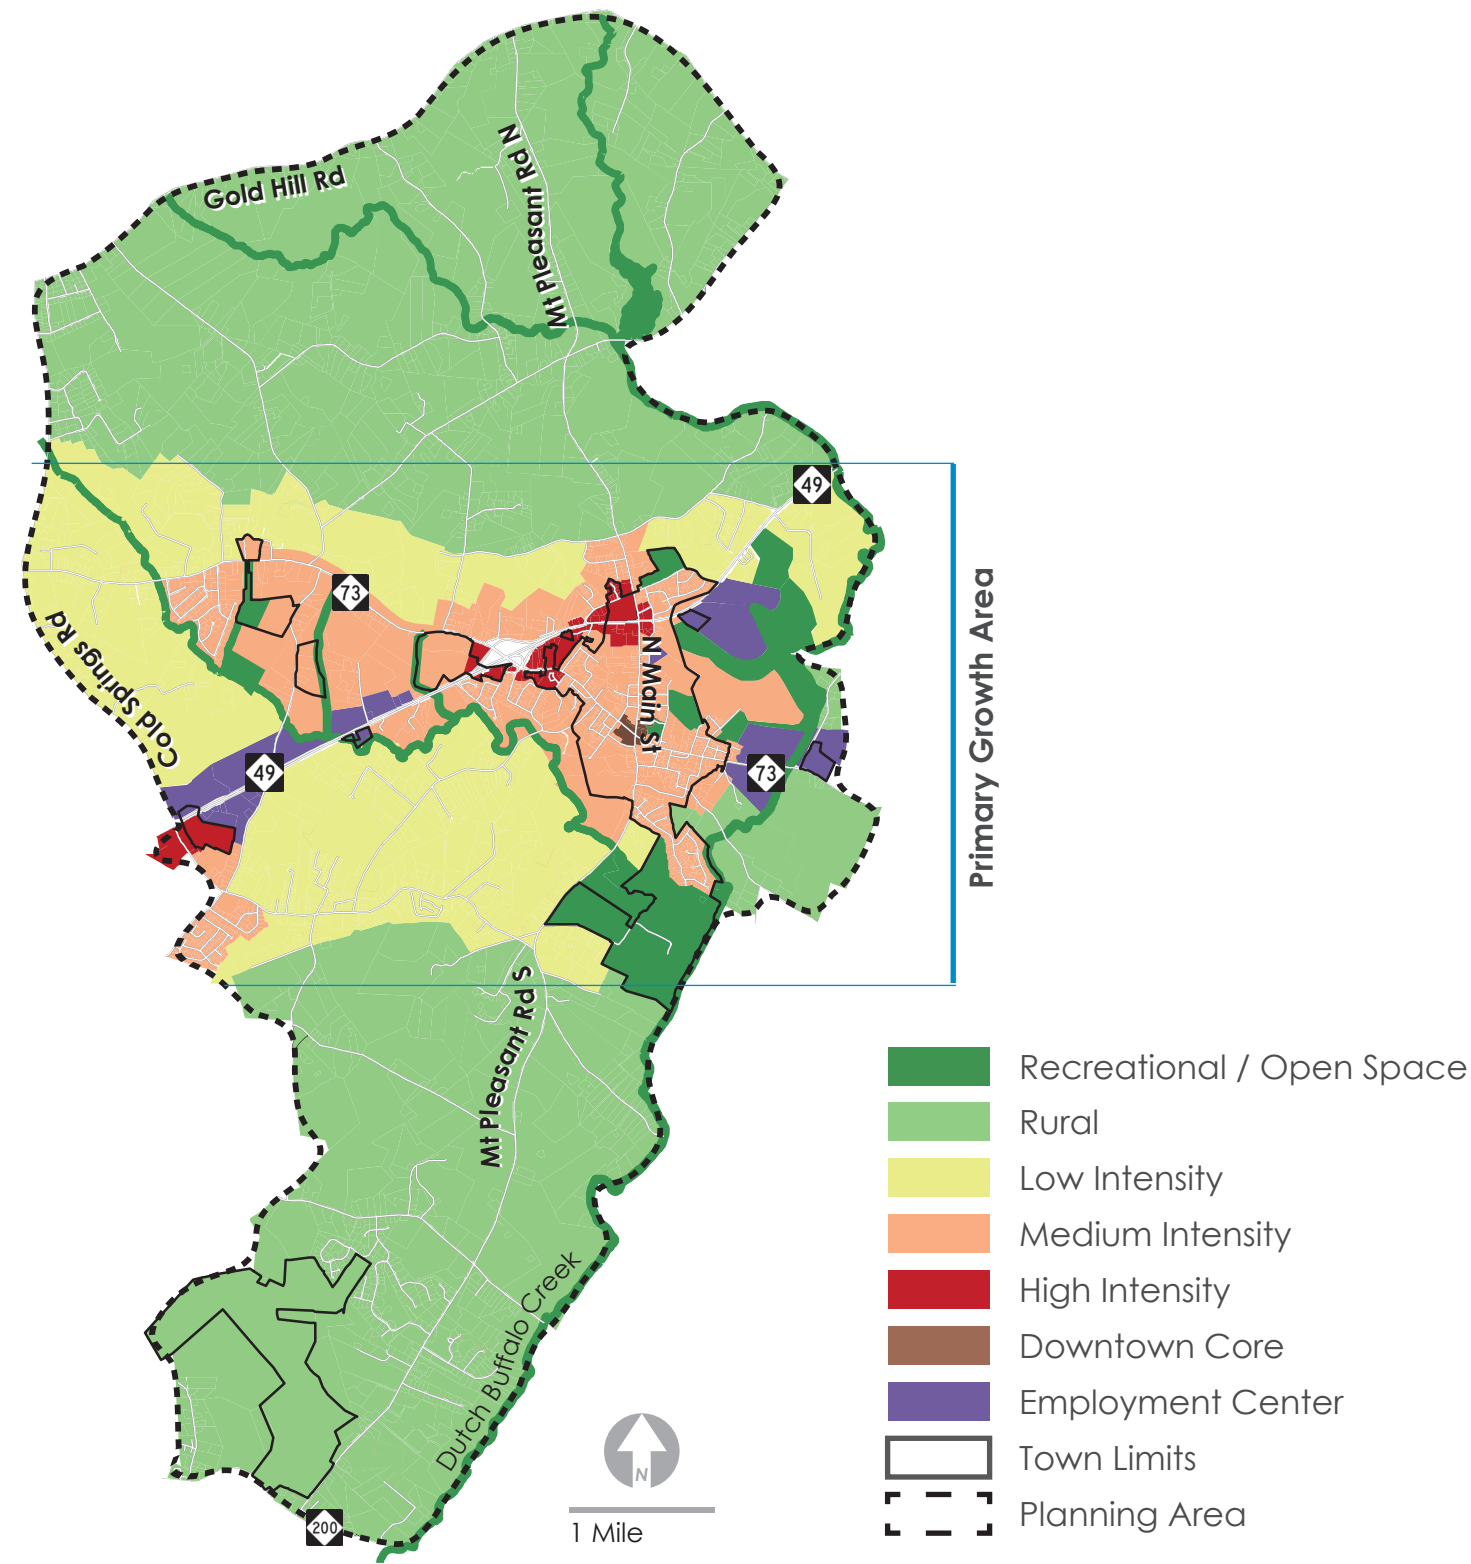 Gold Hill Rd
Mt Pleasant Rd N
49
73
Cold Springs Rd
N Main St
49
73
Primary Growth Area
Mt Pleasant Rd S
Dutch Buffalo Creek
200
N
1 Mile
Recreational / Open Space
Rural
Low Intensity
Medium Intensity
High Intensity
Downtown Core
Employment Center
Town Limits
Planning Area